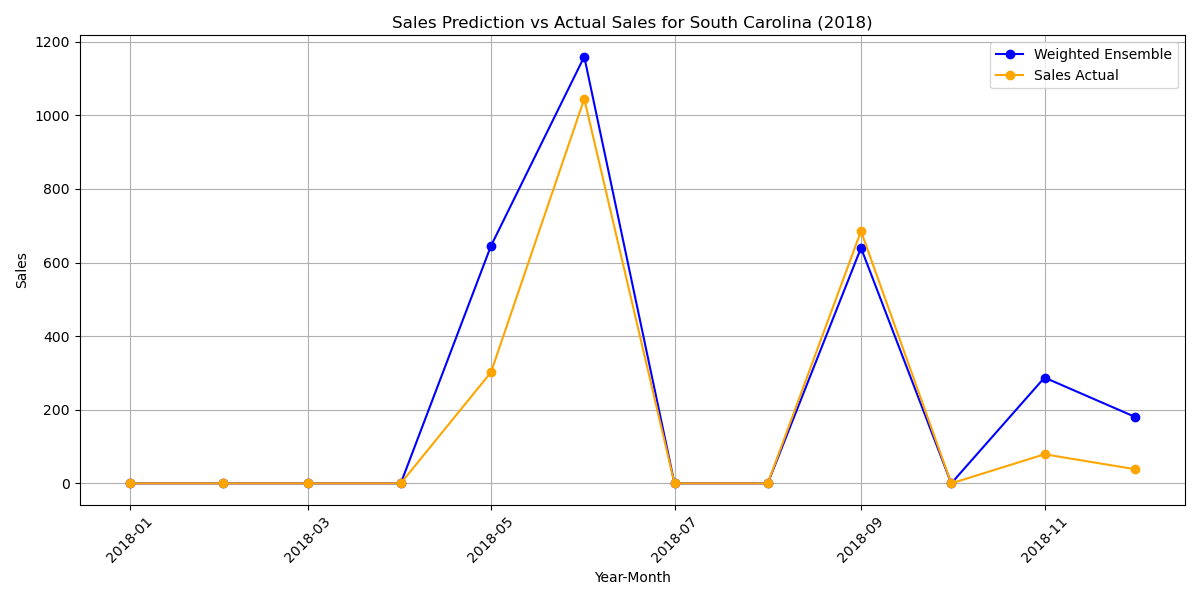 Sales Prediction vs Actual Sales for South Carolina (2018)
Weighted Ensemble
Sales Actual
1200
1000
800
600
400
200
0
Sales
2018-01
2018-03
2018-05
2018-07
2018-09
2018-11
Year-Month